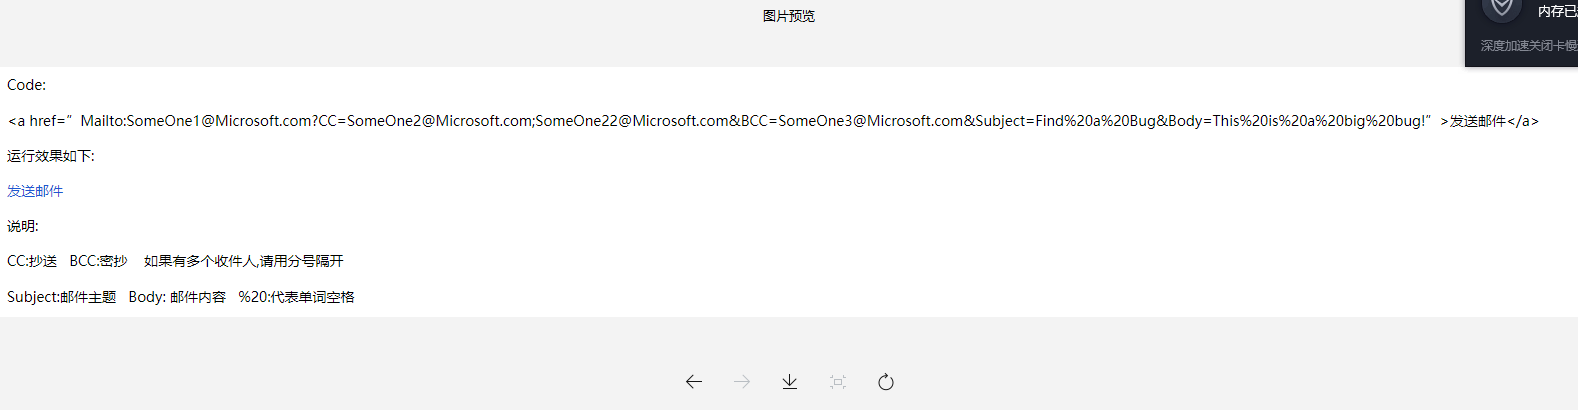 图片预览
内存已
深度加速关闭卡慢
Code:
<a href=”Mailto:SomeOne1@Microsoft.com?CC=SomeOne2@Microsoft.com;SomeOne22@Microsoft.com&BCC=SomeOne3@Microsoft.com&Subject=Find%20a%20Bug&Body=This%20is%20a%20big%20bug!”>发送邮件</a>
运行效果如下:
发送邮件
说明:
CC:抄送 BCC:密抄 如果有多个收件人,请用分号隔开
Subject:邮件主题 Body: 邮件内容 %20:代表单词空格